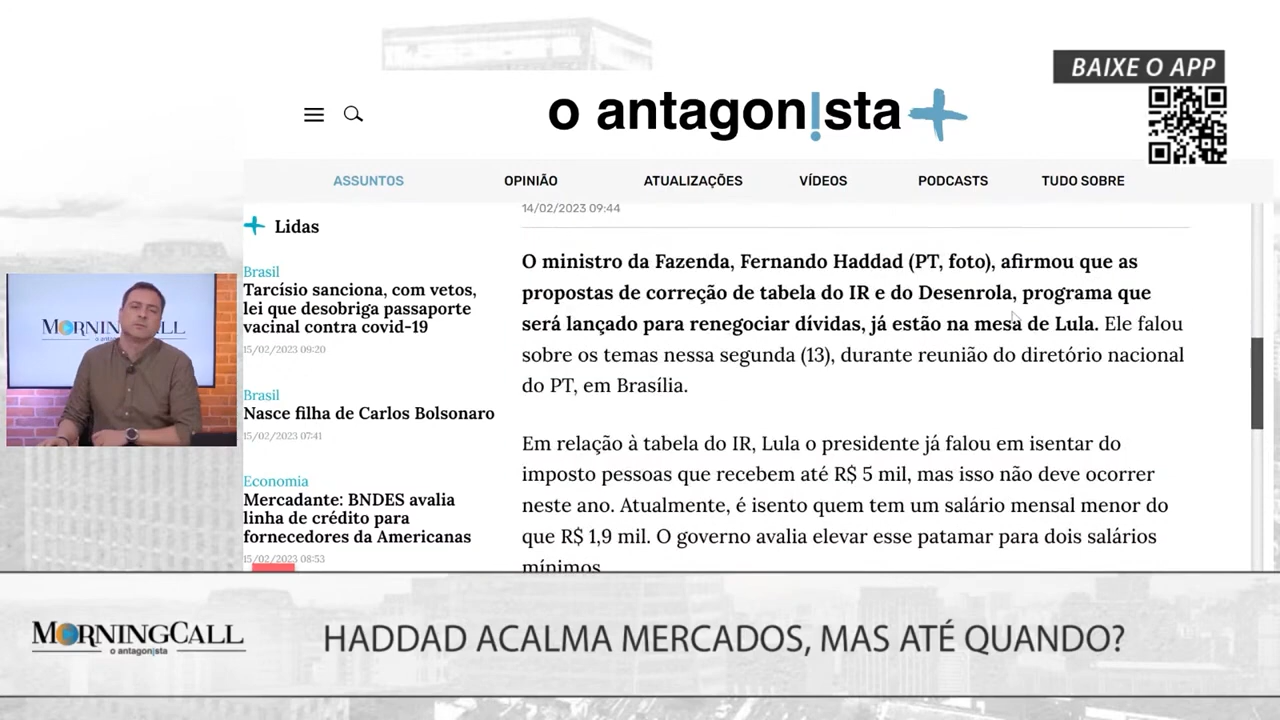 BAIXE O APP
o antagon!sta+
ASSUNTOS OPINIÃO ATUALIZAÇÕES VÍDEOS PODCASTS TUDO SOBRE
+ Lidas
Brasil
Tarcísio sanciona, com vetos,
lei que desobriga passaporte
vacinal contra covid-19
15/02/2023 09:20
Brasil
Nasce filha de Carlos Bolsonaro
15/02/2023 07:41
Economia
Mercadante: BNDES avalia
linha de crédito para
fornecedores da Americanas
15/02/2023 08:53
14/02/2023 09:44
O ministro da Fazenda, Fernando Haddad (PT, foto), afirmou que as
propostas de correção de tabela do IR e do Desenrola, programa que
será lançado para renegociar dívidas, já estão na mesa de Lula. Ele falou
sobre os temas nessa segunda (13), durante reunião do diretório nacional
do PT, em Brasília.
Em relação à tabela do IR, Lula o presidente já falou em isentar do
imposto pessoas que recebem até R$ 5 mil, mas isso não deve ocorrer
neste ano. Atualmente, é isento quem tem um salário mensal menor do
que R$ 1,9 mil. O governo avalia elevar esse patamar para dois salários
mínimos
MORNINGCALL
MORNINGCALL
o antagon!sta
HADDAD ACALMA MERCADOS, MAS ATÉ QUANDO?